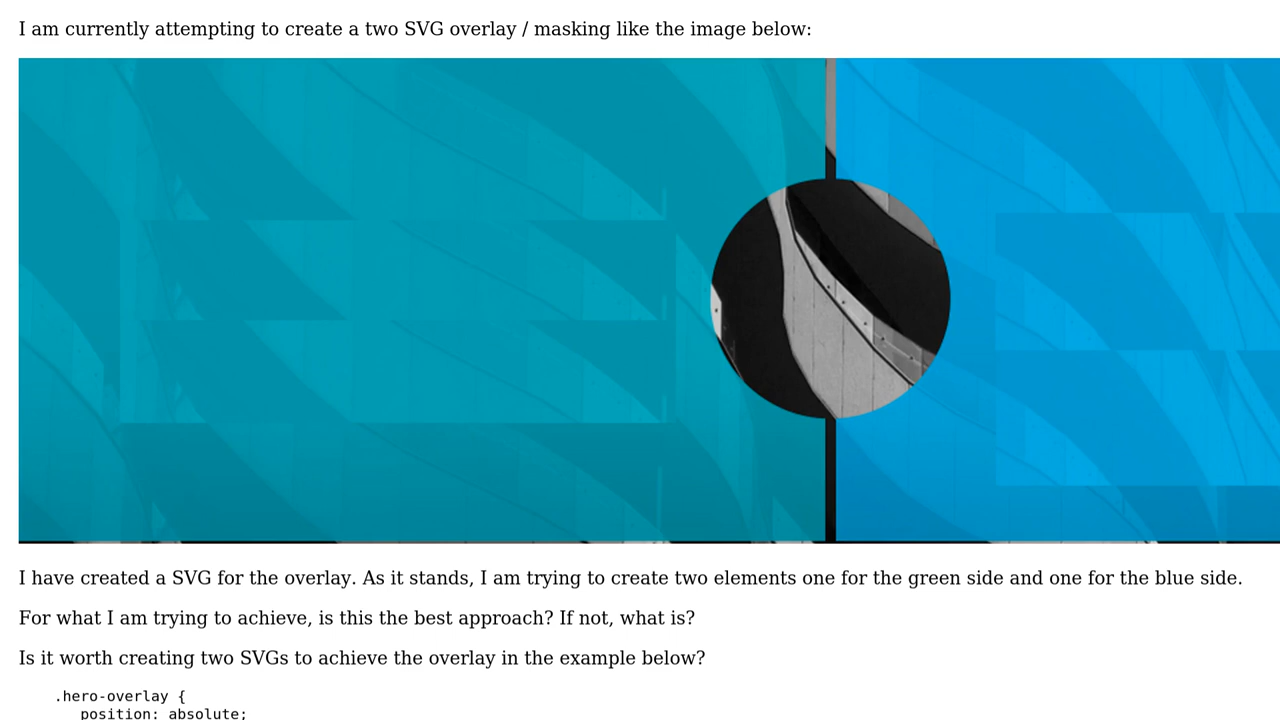 I am currently attempting to create a two SVG overlay / masking like the image below:
I have created a SVG for the overlay. As it stands, I am trying to create two elements one for the green side and one for the blue side.
For what I am trying to achieve, is this the best approach? If not, what is?
Is it worth creating two SVGs to achieve the overlay in the example below?
.hero-overlay {
position: absolute;